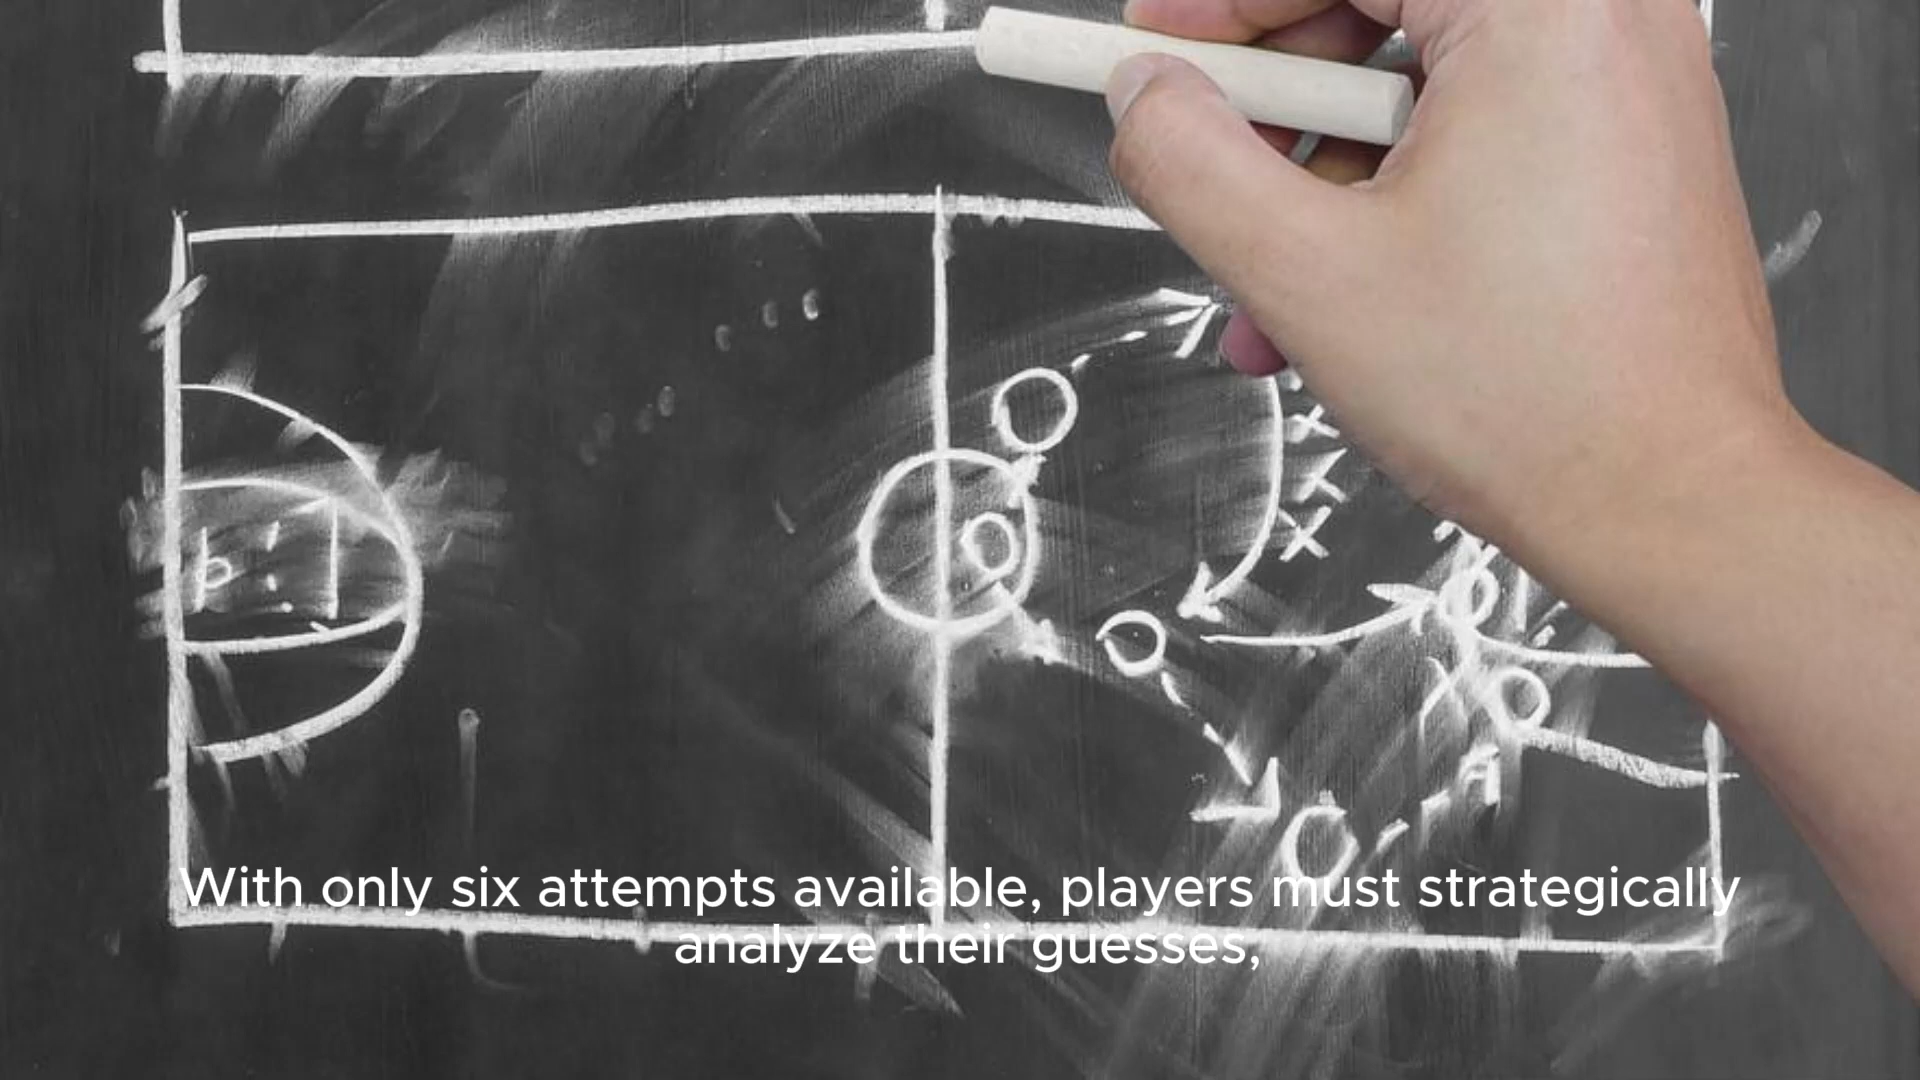 With only six attempts available, players must strategically
analyze their guesses,